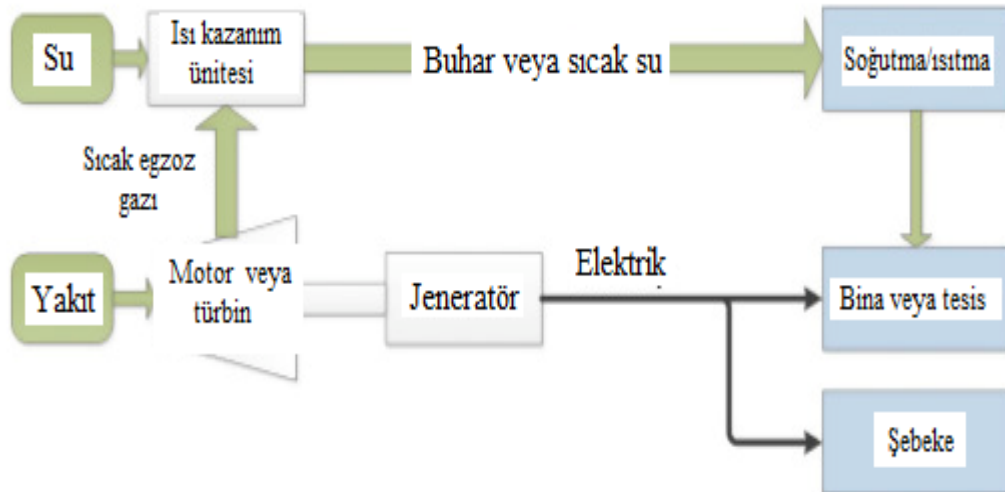 Su
Isı kazanım
ünitesi
Buhar veya sıcak su
Soğutma/ısıtma
Sıcak egzoz
gazı
Yakıt
Motor veya
türbin
Jeneratör
Elektrik
Bina veya tesis
Şebeke